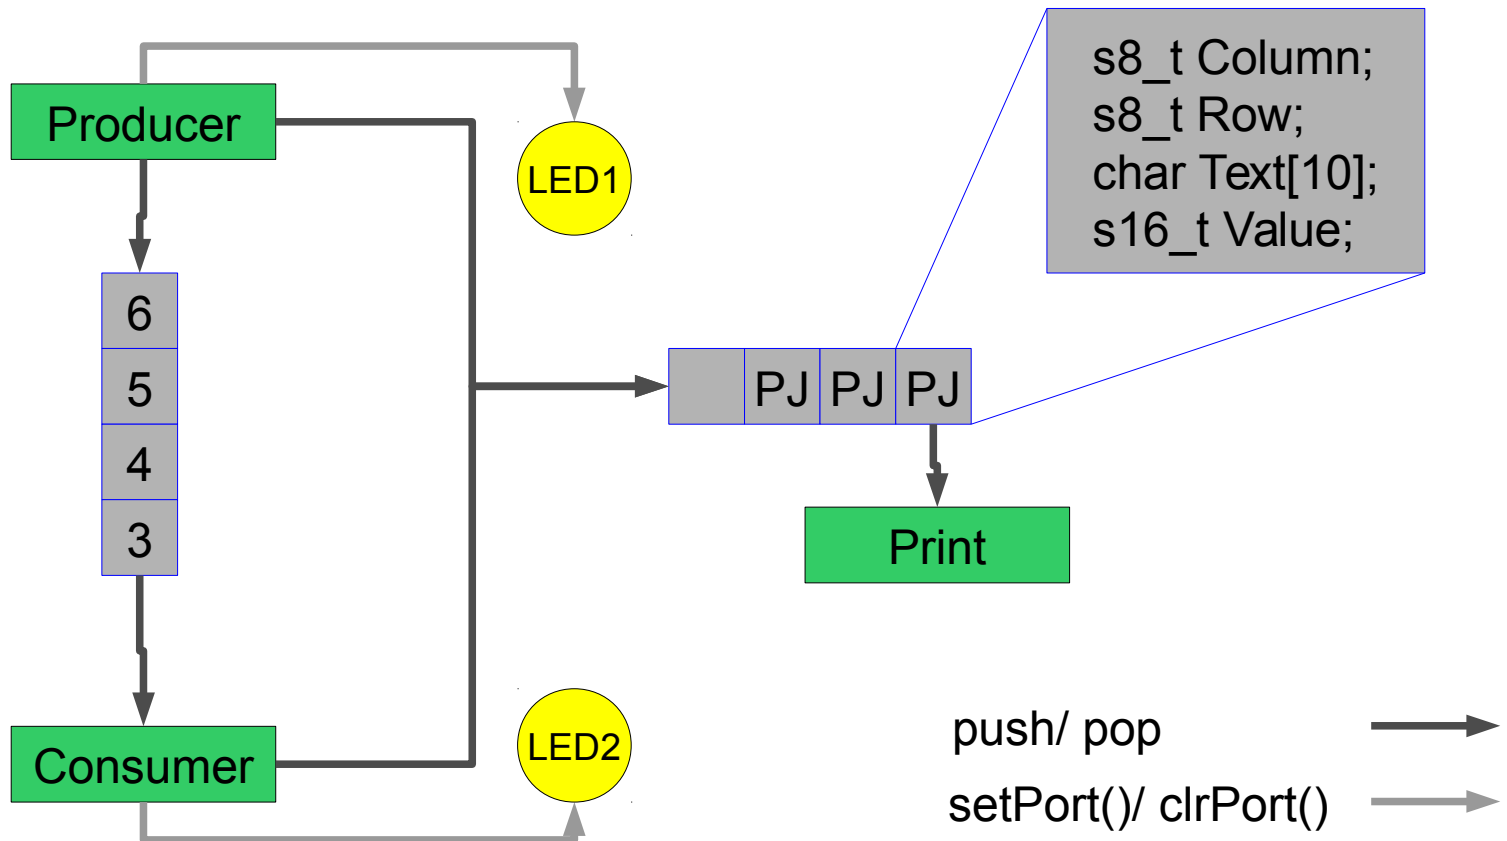 s8_t Column;
s8_t Row;
char Text[10];
s16_t Value;
Producer
LED1
6
5
4
3
PJ PJ PJ
Print
Consumer
LED2
push/ pop
setPort()/ clrPort()